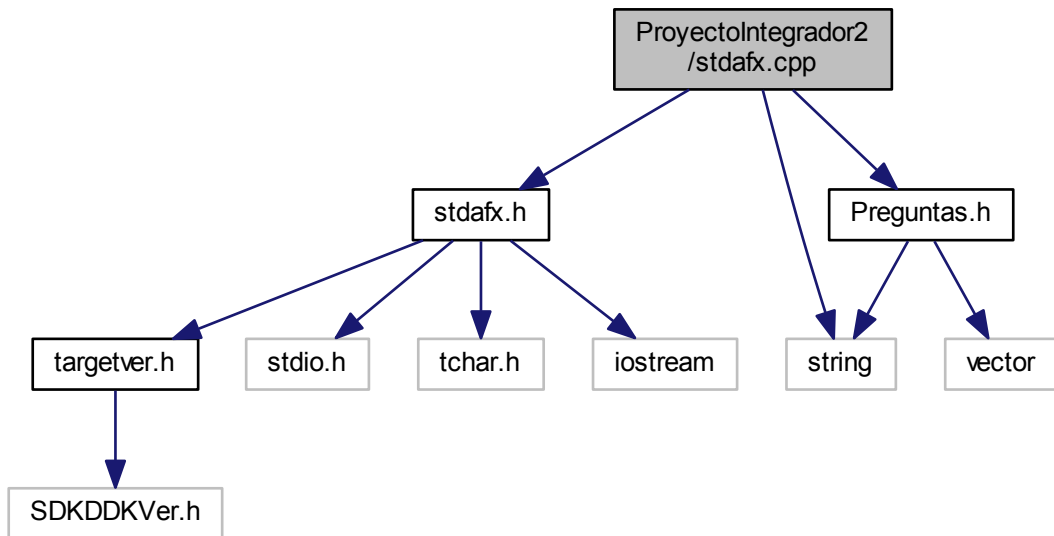 ProyectoIntegrador2
/stdafx.cpp
stdafx.h
Preguntas.h
targetver.h
stdio.h
tchar.h
iostream
string
vector
SDKDDKVer.h